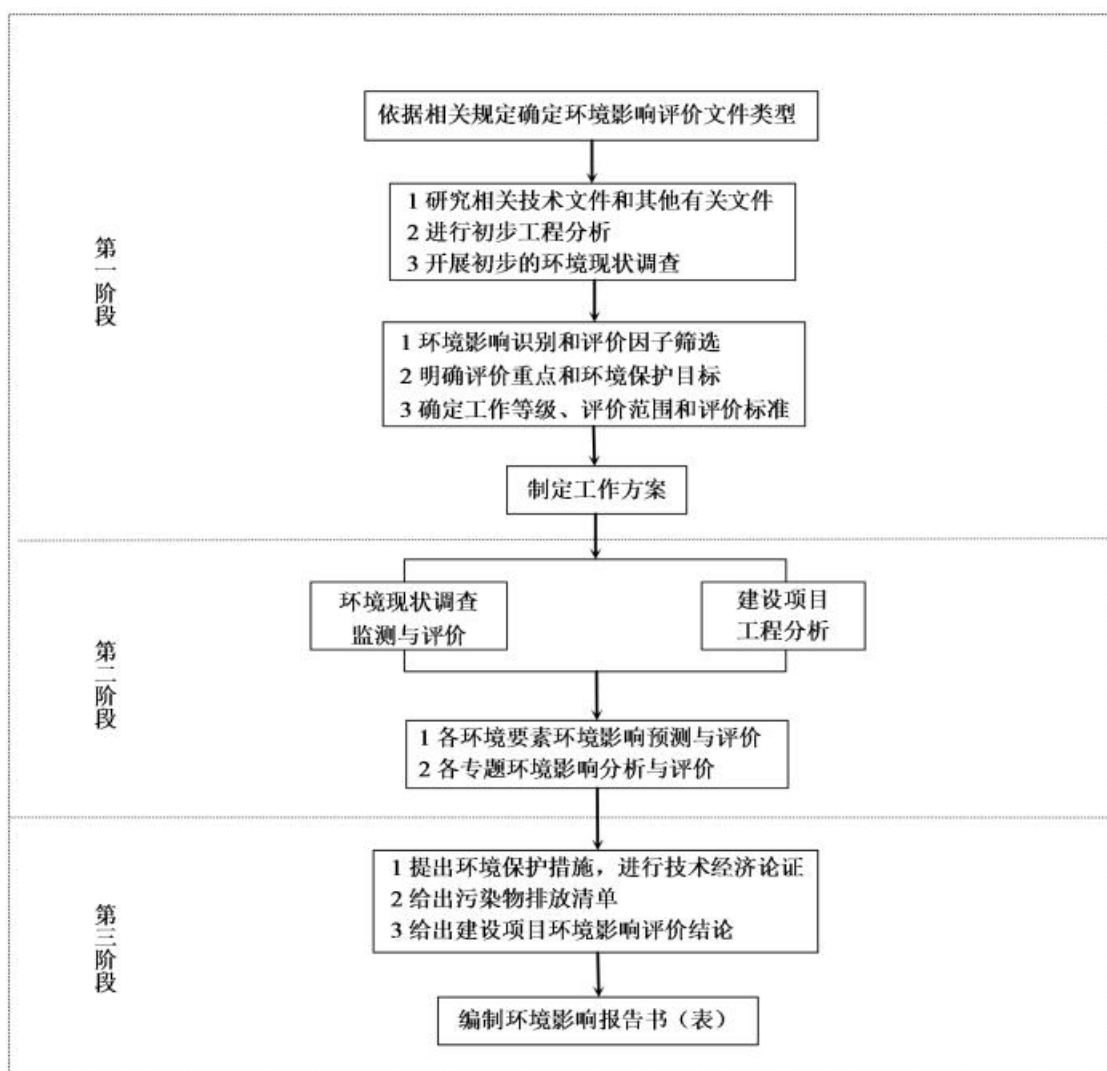 依据相关规定确定环境影响评价文件类型
1 研究相关技术文件和其他有关文件
2 进行初步工程分析
3 开展初步的环境现状调查
第一阶段
1 环境影响识别和评价因子筛选
2 明确评价重点和环境保护目标
3 确定工作等级、评价范围和评价标准
制定工作方案
环境现状调查
监测与评价
建设项目
工程分析
第二阶段
1 各环境要素环境影响预测与评价
2 各专题环境影响分析与评价
1 提出环境保护措施，进行技术经济论证
2 给出污染物排放清单
3 给出建设项目环境影响评价结论
第三阶段
编制环境影响报告书（表）